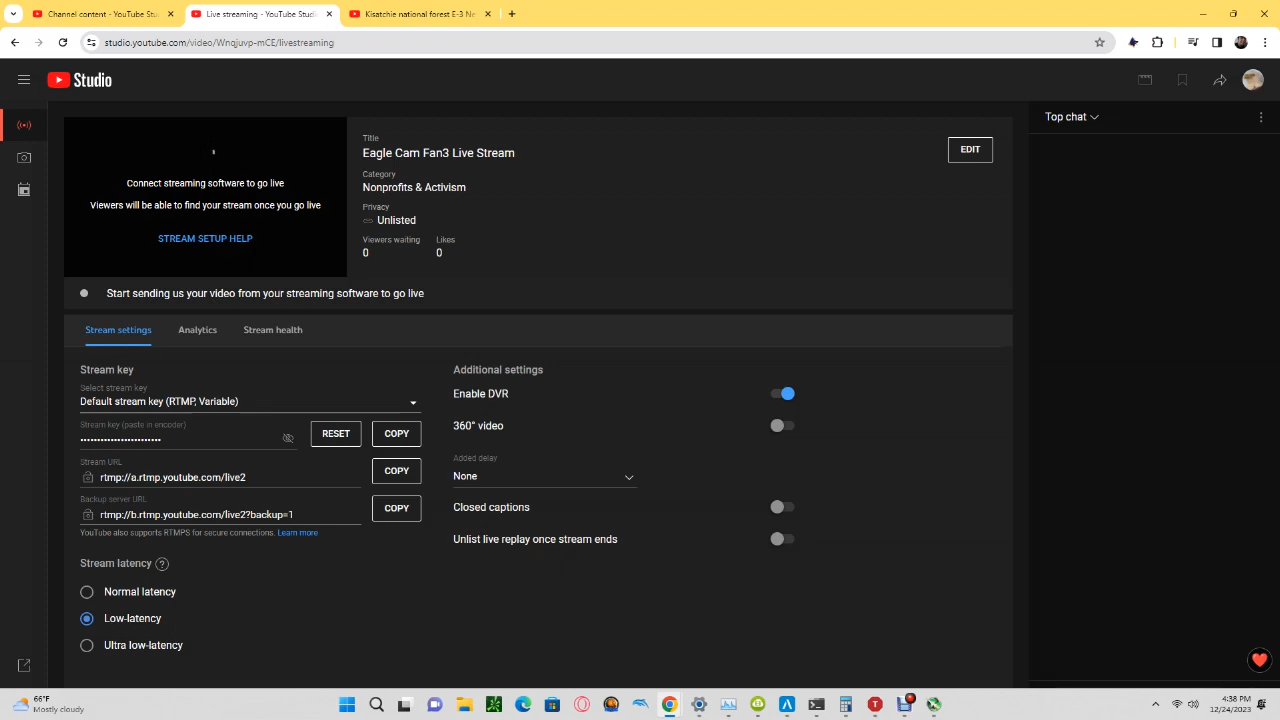 Channel content - YouTube Stu
Live streaming - YouTube Studio
Kisatchie national forest E-3 Ne
studio.youtube.com/video/Wnqjuvp-mCE/livestreaming
Studio
Connect streaming software to go live
Viewers will be able to find your stream once you go live
STREAM SETUP HELP
Title
Eagle Cam Fan3 Live Stream
Category
Nonprofits & Activism
Privacy
Unlisted
Viewers waiting
Likes
0
0
EDIT
Top chat
Start sending us your video from your streaming software to go live
Stream settings
Analytics
Stream health
Stream key
Select stream key
Default stream key (RTMP, Variable)
Stream key (paste in encoder)
••••••••••••••••••••••••
RESET
COPY
Stream URL
rtmp://a.rtmp.youtube.com/live2
COPY
Backup server URL
rtmp://b.rtmp.youtube.com/live2?backup=1
COPY
YouTube also supports RTMPS for secure connections. Learn more
Stream latency
Normal latency
Low-latency
Ultra low-latency
Additional settings
Enable DVR
360° video
Added delay
None
Closed captions
Unlist live replay once stream ends
66°F
Mostly cloudy
4:38 PM
12/24/2023